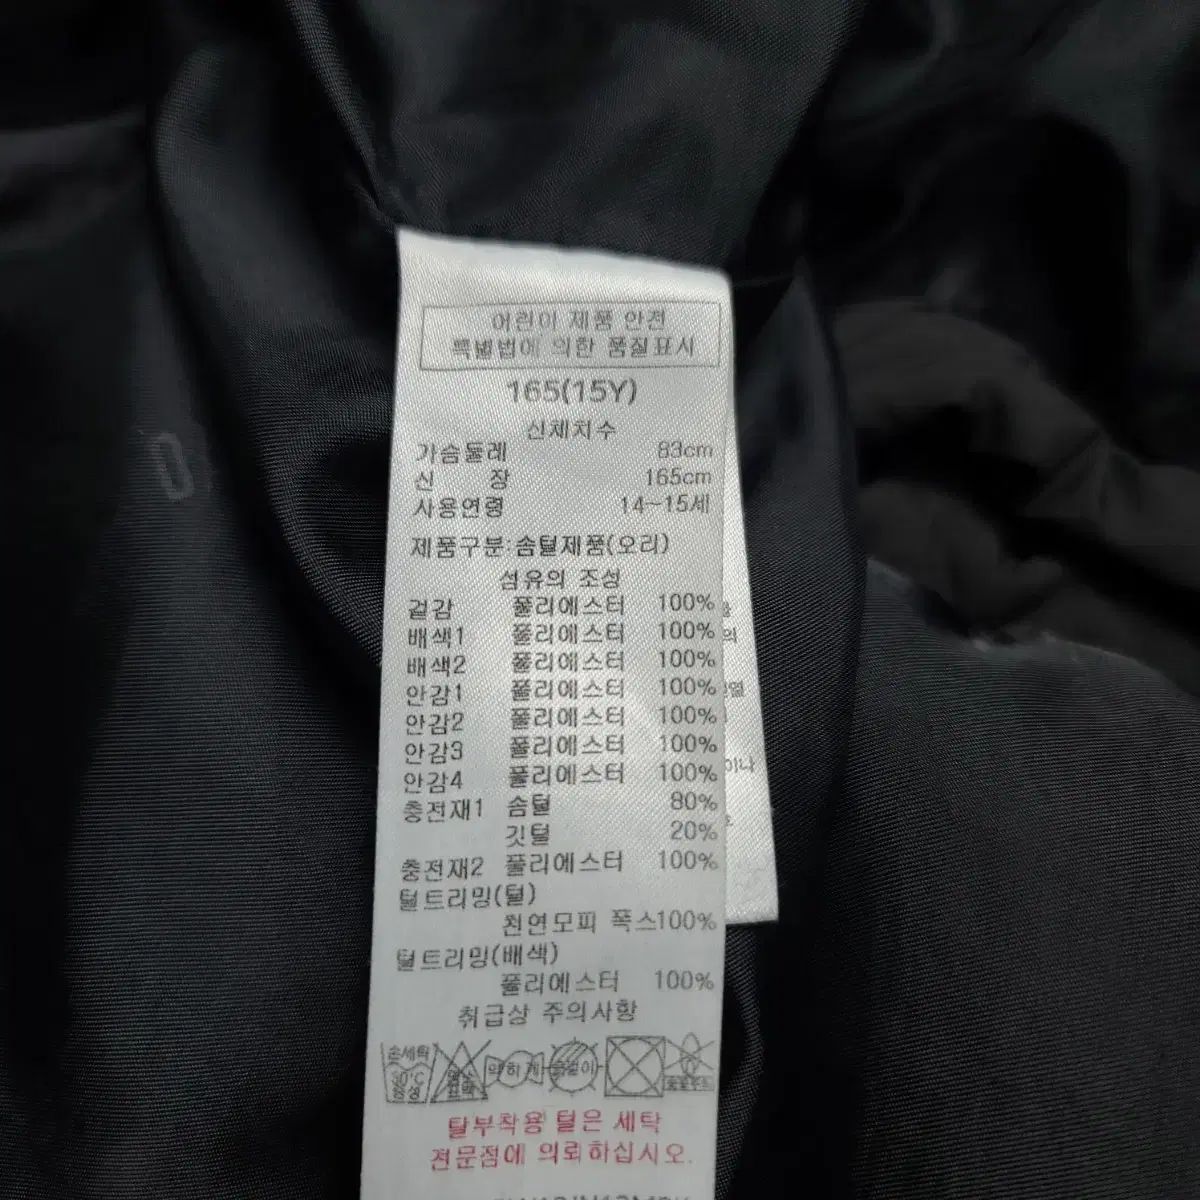 어린이 제품 안전
특별법에 의한 품질표시
165(15Y)
신체치수
가슴둘레 83cm
신 장 165cm
사용연령 14~15세
제품구분:솜털제품(오리)
섬유의 조성
겉감 폴리에스터 100%
배색1 폴리에스터 100%
배색2 폴리에스터 100%
안감1 폴리에스터 100%
안감2 폴리에스터 100%
안감3 폴리에스터 100%
안감4 폴리에스터 100%
충전재1 솜털 80%
깃털 20%
충전재2 폴리에스터 100%
털트리밍(털)
천연모피 폭스100%
털트리밍(배색)
폴리에스터 100%
취급상 주의사항
손세탁
약하게
탈부착용 털은 세탁
전문점에 의뢰하십시오.